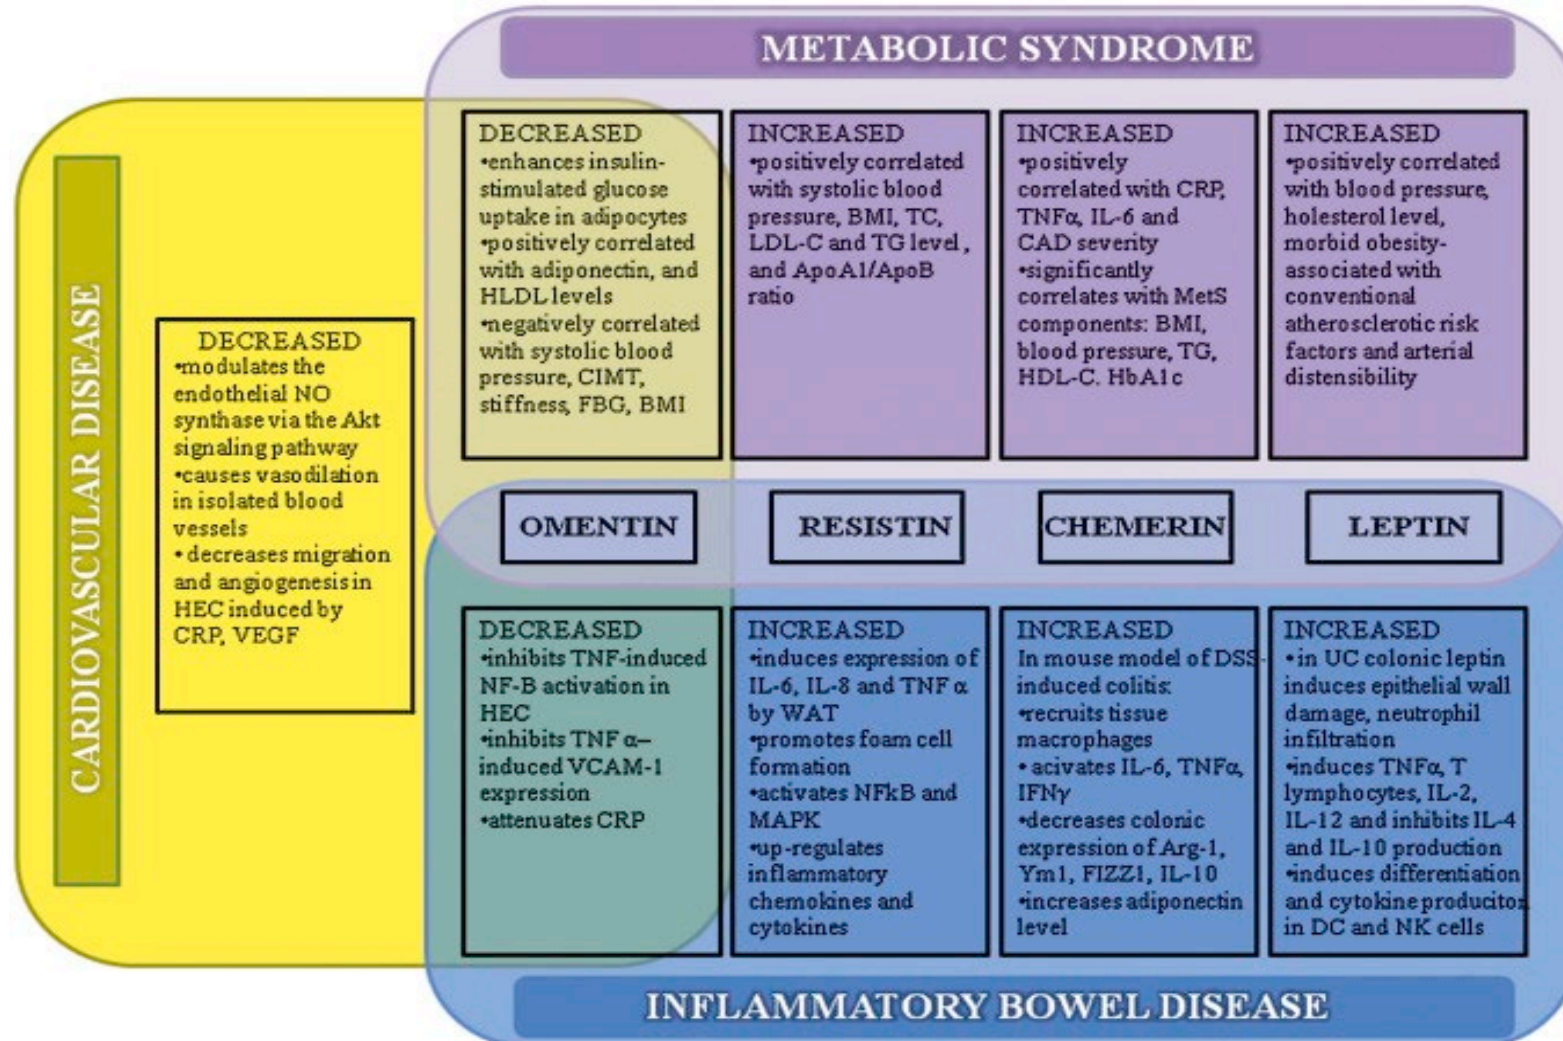 METABOLIC SYNDROME
CARDIOVASCULAR DISEASE
DECREASED
•modulates the
endothelial NO
synthase via the Akt
signaling pathway
•causes vasodilation
in isolated blood
vessels
• decreases migration
and angiogenesis in
HEC induced by
CRP, VEGF
DECREASED
•enhances insulin-
stimulated glucose
uptake in adipocytes
•positively correlated
with adiponectin, and
HLDL levels
•negatively correlated
with systolic blood
pressure, CIMT,
stiffness, FBG, BMI
INCREASED
•positively correlated
with systolic blood
pressure, BMI, TC,
LDL-C and TG level,
and ApoA1/ApoB
ratio
INCREASED
•positively
correlated with CRP,
TNFα, IL-6 and
CAD severity
•significantly
correlates with MetS
components: BMI,
blood pressure, TG,
HDL-C. HbA1c
INCREASED
•positively correlated
with blood pressure,
holesterol level,
morbid obesity-
associated with
conventional
atherosclerotic risk
factors and arterial
distensibility
OMENTIN
RESISTIN
CHEMERIN
LEPTIN
DECREASED
•inhibits TNF-induced
NF-B activation in
HEC
•inhibits TNF α–
induced VCAM-1
expression
•attenuates CRP
INCREASED
•induces expression of
IL-6, IL-8 and TNF α
by WAT
•promotes foam cell
formation
•activates NFkB and
MAPK
•up-regulates
inflammatory
chemokines and
cytokines
INCREASED
In mouse model of DSS-
induced colitis:
•recruits tissue
macrophages
• acivates IL-6, TNFα,
IFNγ
•decreases colonic
expression of Arg-1,
Ym1, FIZZ1, IL-10
•increases adiponectin
level
INCREASED
• in UC colonic leptin
induces epithelial wall
damage, neutrophil
infiltration
•induces TNFα, T
lymphocytes, IL-2,
IL-12 and inhibits IL-4
and IL-10 production
•induces differentiation
and cytokine producitor
in DC and NK cells
INFLAMMATORY BOWEL DISEASE